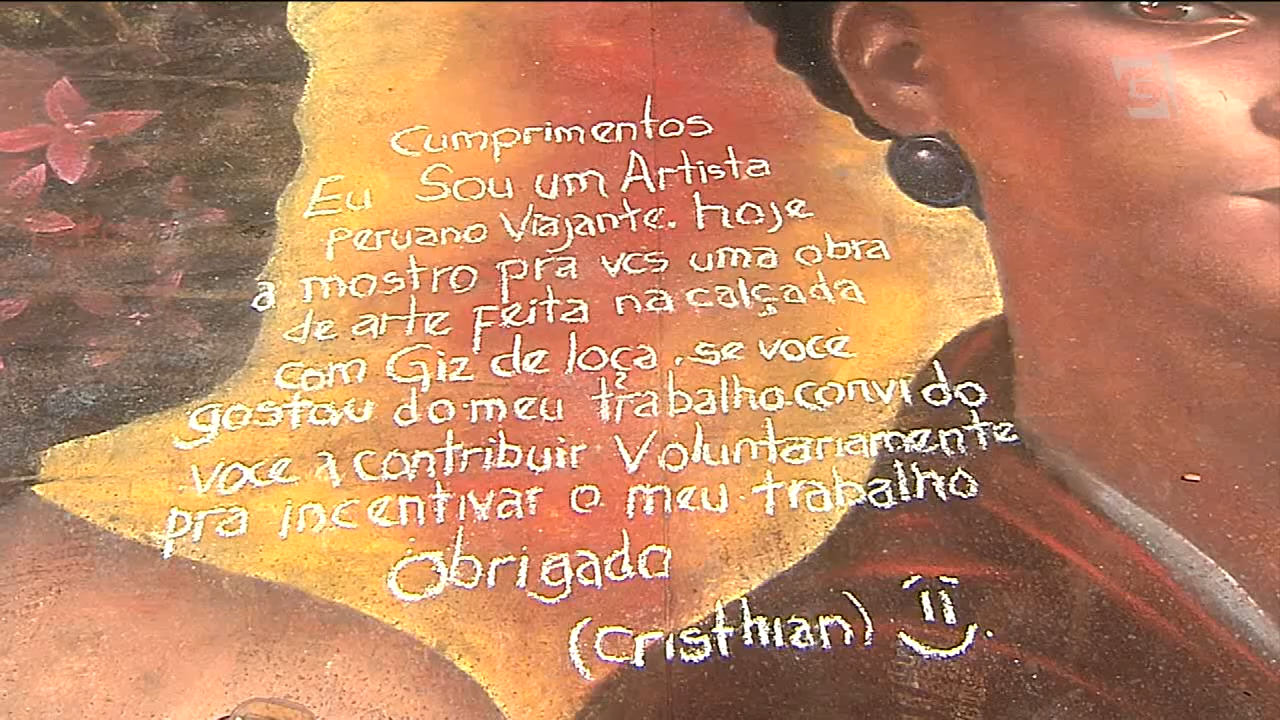 Cumprimentos
Eu Sou um Artista
Peruano Viajante. hoje
a mostro pra vcs uma obra
de arte Feita na calçada
com Giz de loça .se voce
gostou do meu trabalho convido
voce a contribuir Voluntariamente
pra incentivar o meu trabalho
Obrigado
(Cristhian)